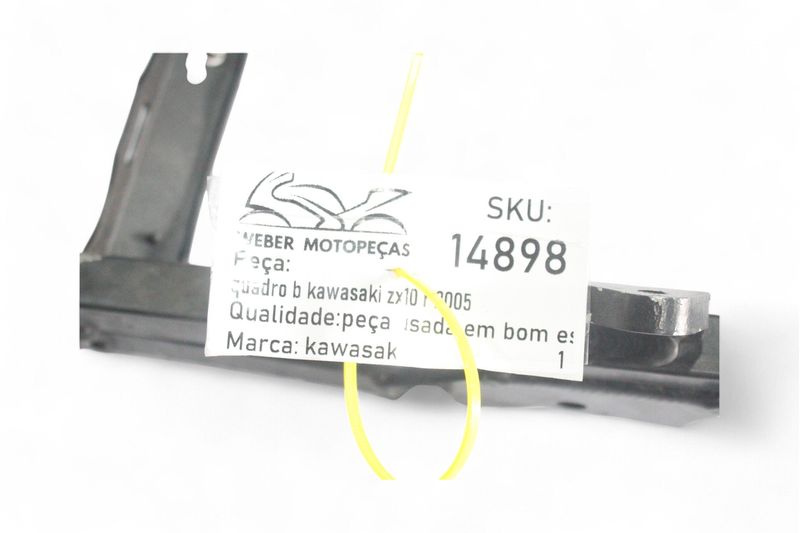 SKU:
14898
WEBER MOTOPEÇAS
Peça:
quadro b kawasaki zx10 r 2005
Qualidade:peça usada em bom es
Marca: kawasak
1